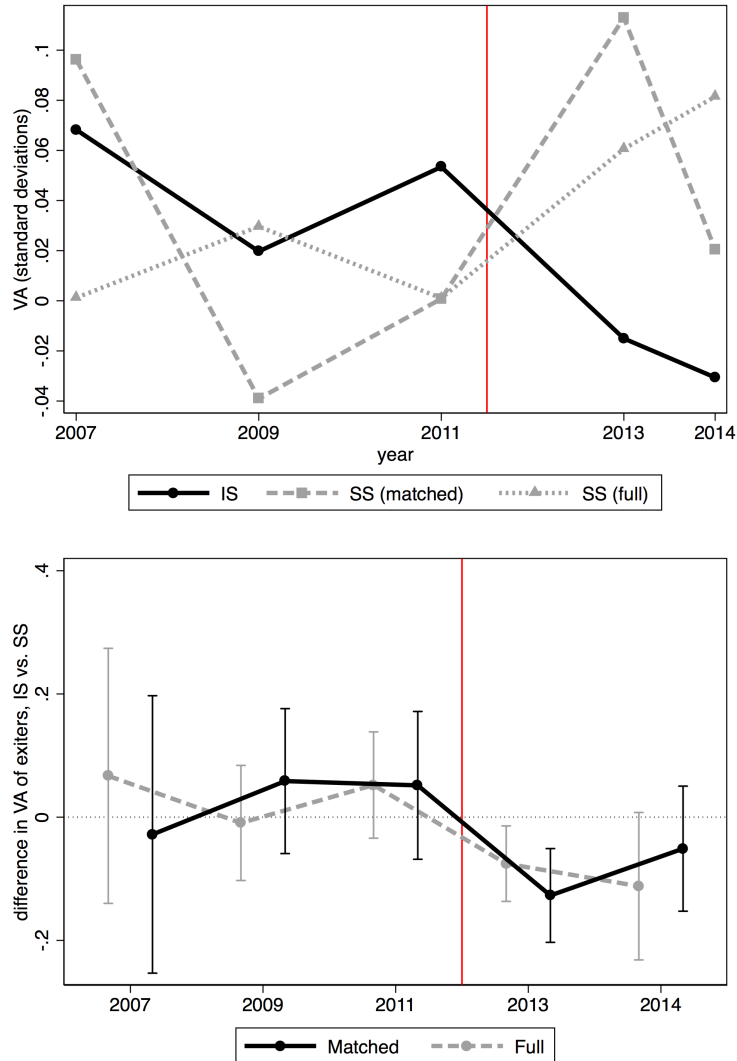 VA (standard deviations)
.1
.08
.06
.04
.02
0
-.02
-.04
2007 2009 2011 2013 2014
year
IS SS (matched) SS (full)
difference in VA of exiters, IS vs. SS
.4
.2
0
-.2
2007 2009 2011 2013 2014
Matched Full